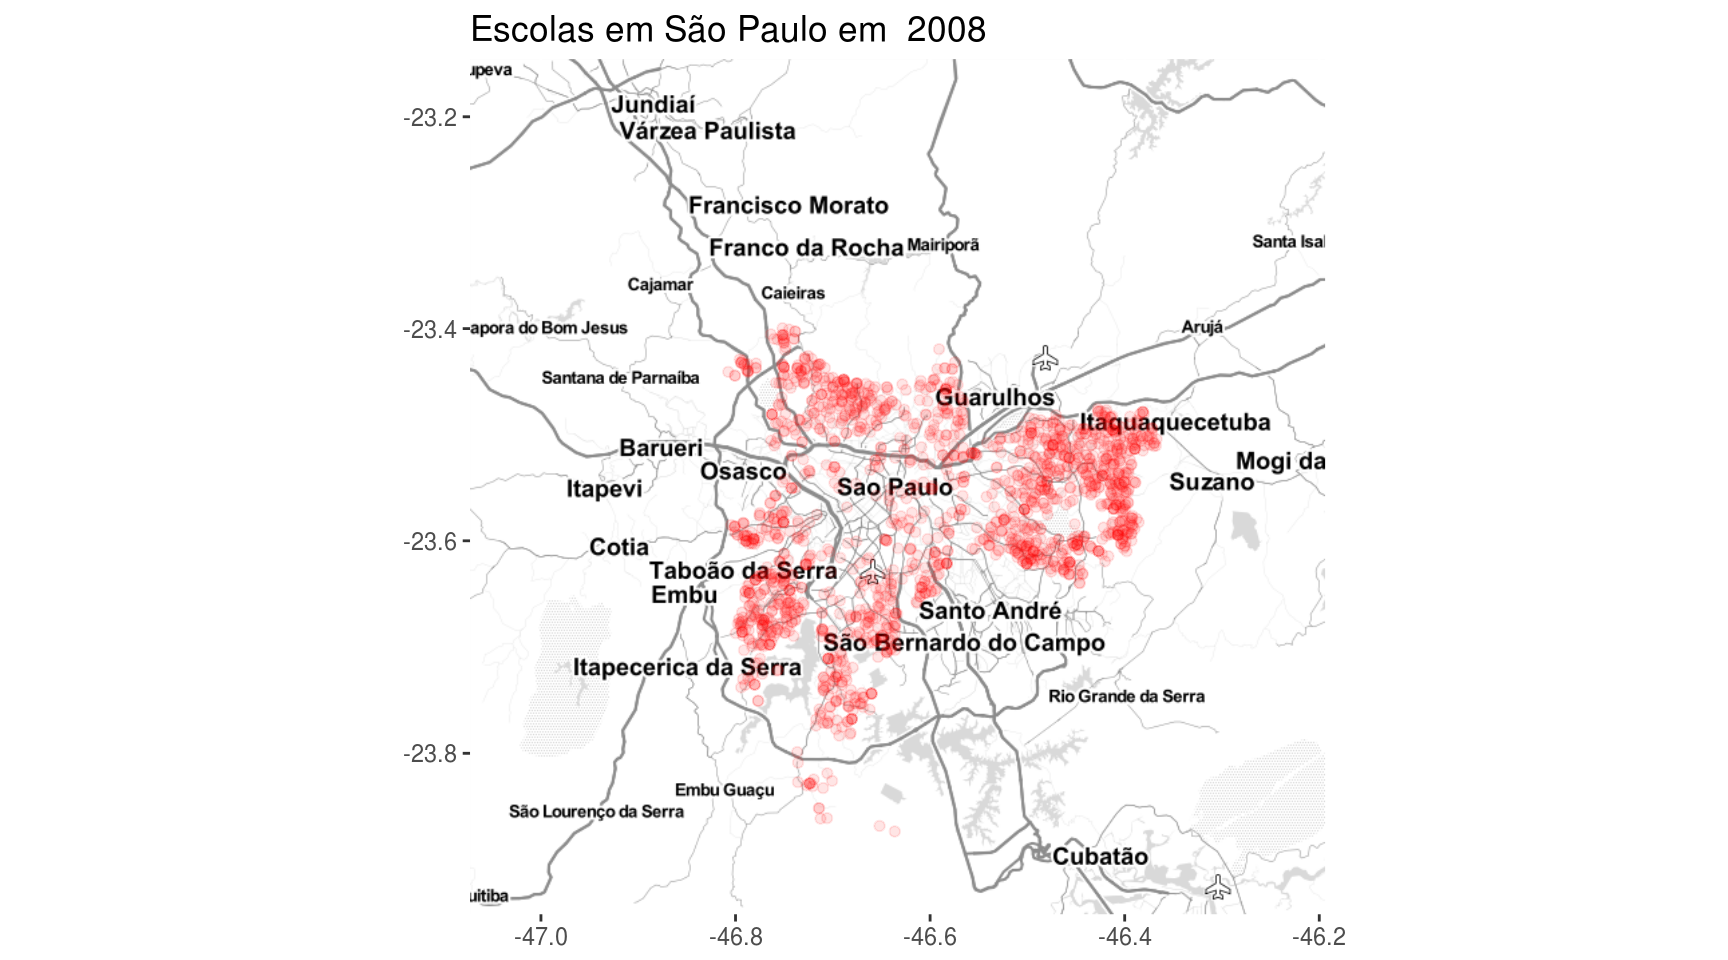 Escolas em São Paulo em  2008
upeva
Jundiaí
-23.2
Várzea Paulista
Francisco Morato
Franco da Rocha
Mairiporã
Santa Isal
Cajamar
Caieiras
-23.4
apora do Bom Jesus
Arujá
Santana de Parnaíba
Guarulhos
Itaquaquecetuba
Barueri
Osasco
Mogi da
Suzano
Itapevi
Sao Paulo
-23.6
Cotia
Taboão da Serra
Embu
Santo André
São Bernardo do Campo
Itapecerica da Serra
Rio Grande da Serra
-23.8
Embu Guaçu
São Lourenço da Serra
Cubatão
uitiba
-47.0
-46.8
-46.6
-46.4
-46.2